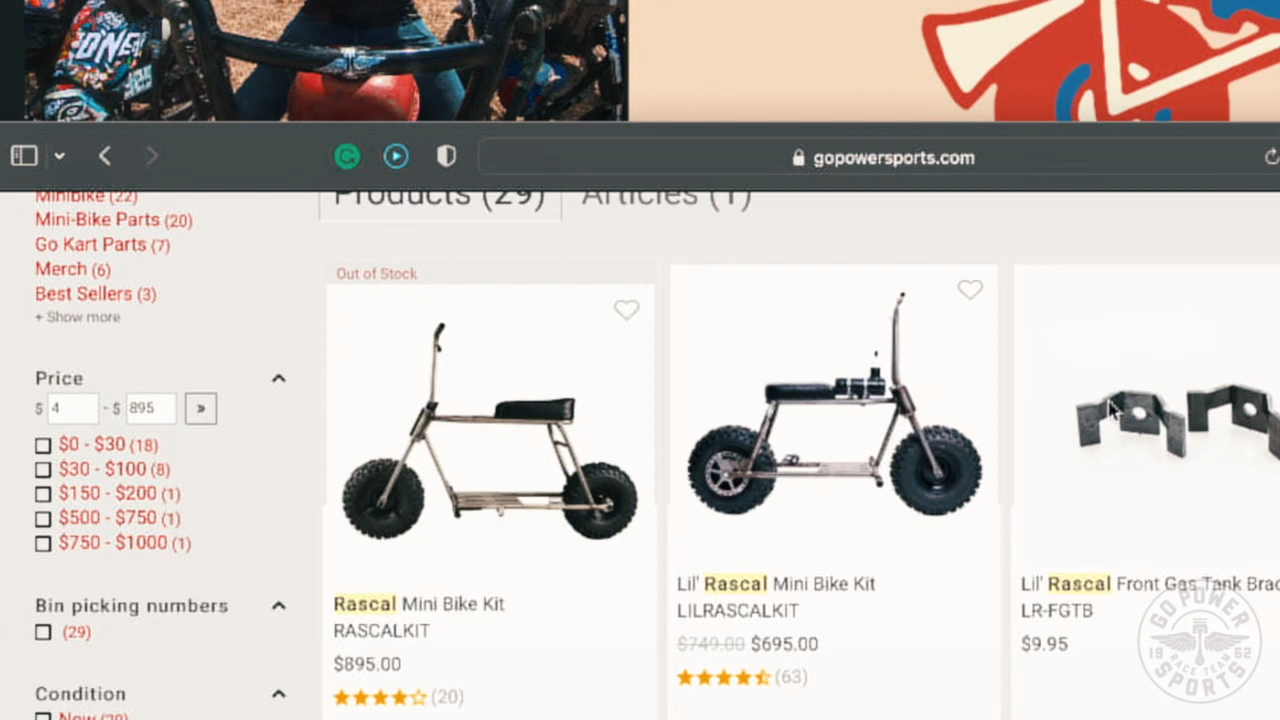 gopowersports.com
Minibike (22)
Mini-Bike Parts (20)
Go Kart Parts (7)
Merch (6)
Best Sellers (3)
+ Show more
Price
$ 4 - $ 895 »
$0 - $30 (18)
$30 - $100 (8)
$150 - $200 (1)
$500 - $750 (1)
$750 - $1000 (1)
Bin picking numbers
(29)
Condition
New (29)
Products (29) Articles (1)
Out of Stock
Rascal Mini Bike Kit
RASCALKIT
$895.00
(20)
Lil' Rascal Mini Bike Kit
LILRASCALKIT
$749.00 $695.00
(63)
Lil' Rascal Front Gas Tank Brac
LR-FGTB
$9.95
GO POWER
19 62
RACE TEAM
SPORTS